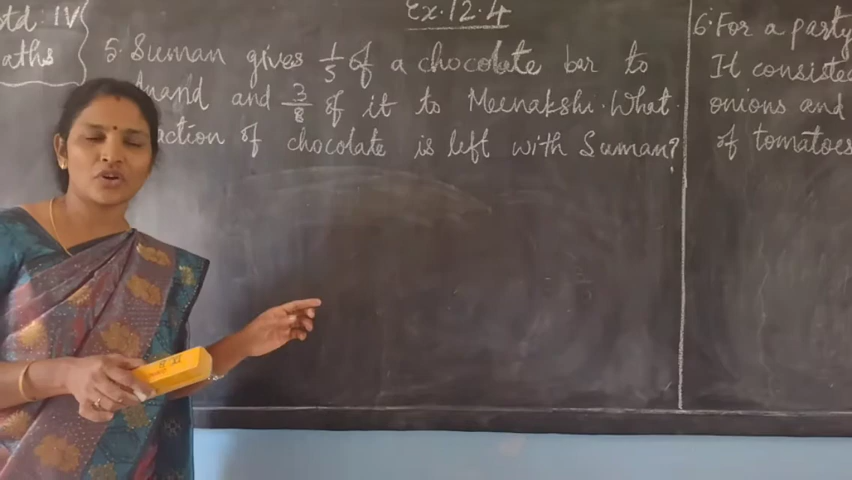 Std: IV
Maths
Ex.12.4
5. Suman gives 1/5 of a chocolate bar to
Anand and 3/8 of it to Meenakshi. What
fraction of chocolate is left with Suman?
6. For a party
It consisted
onions and
of tomatoes